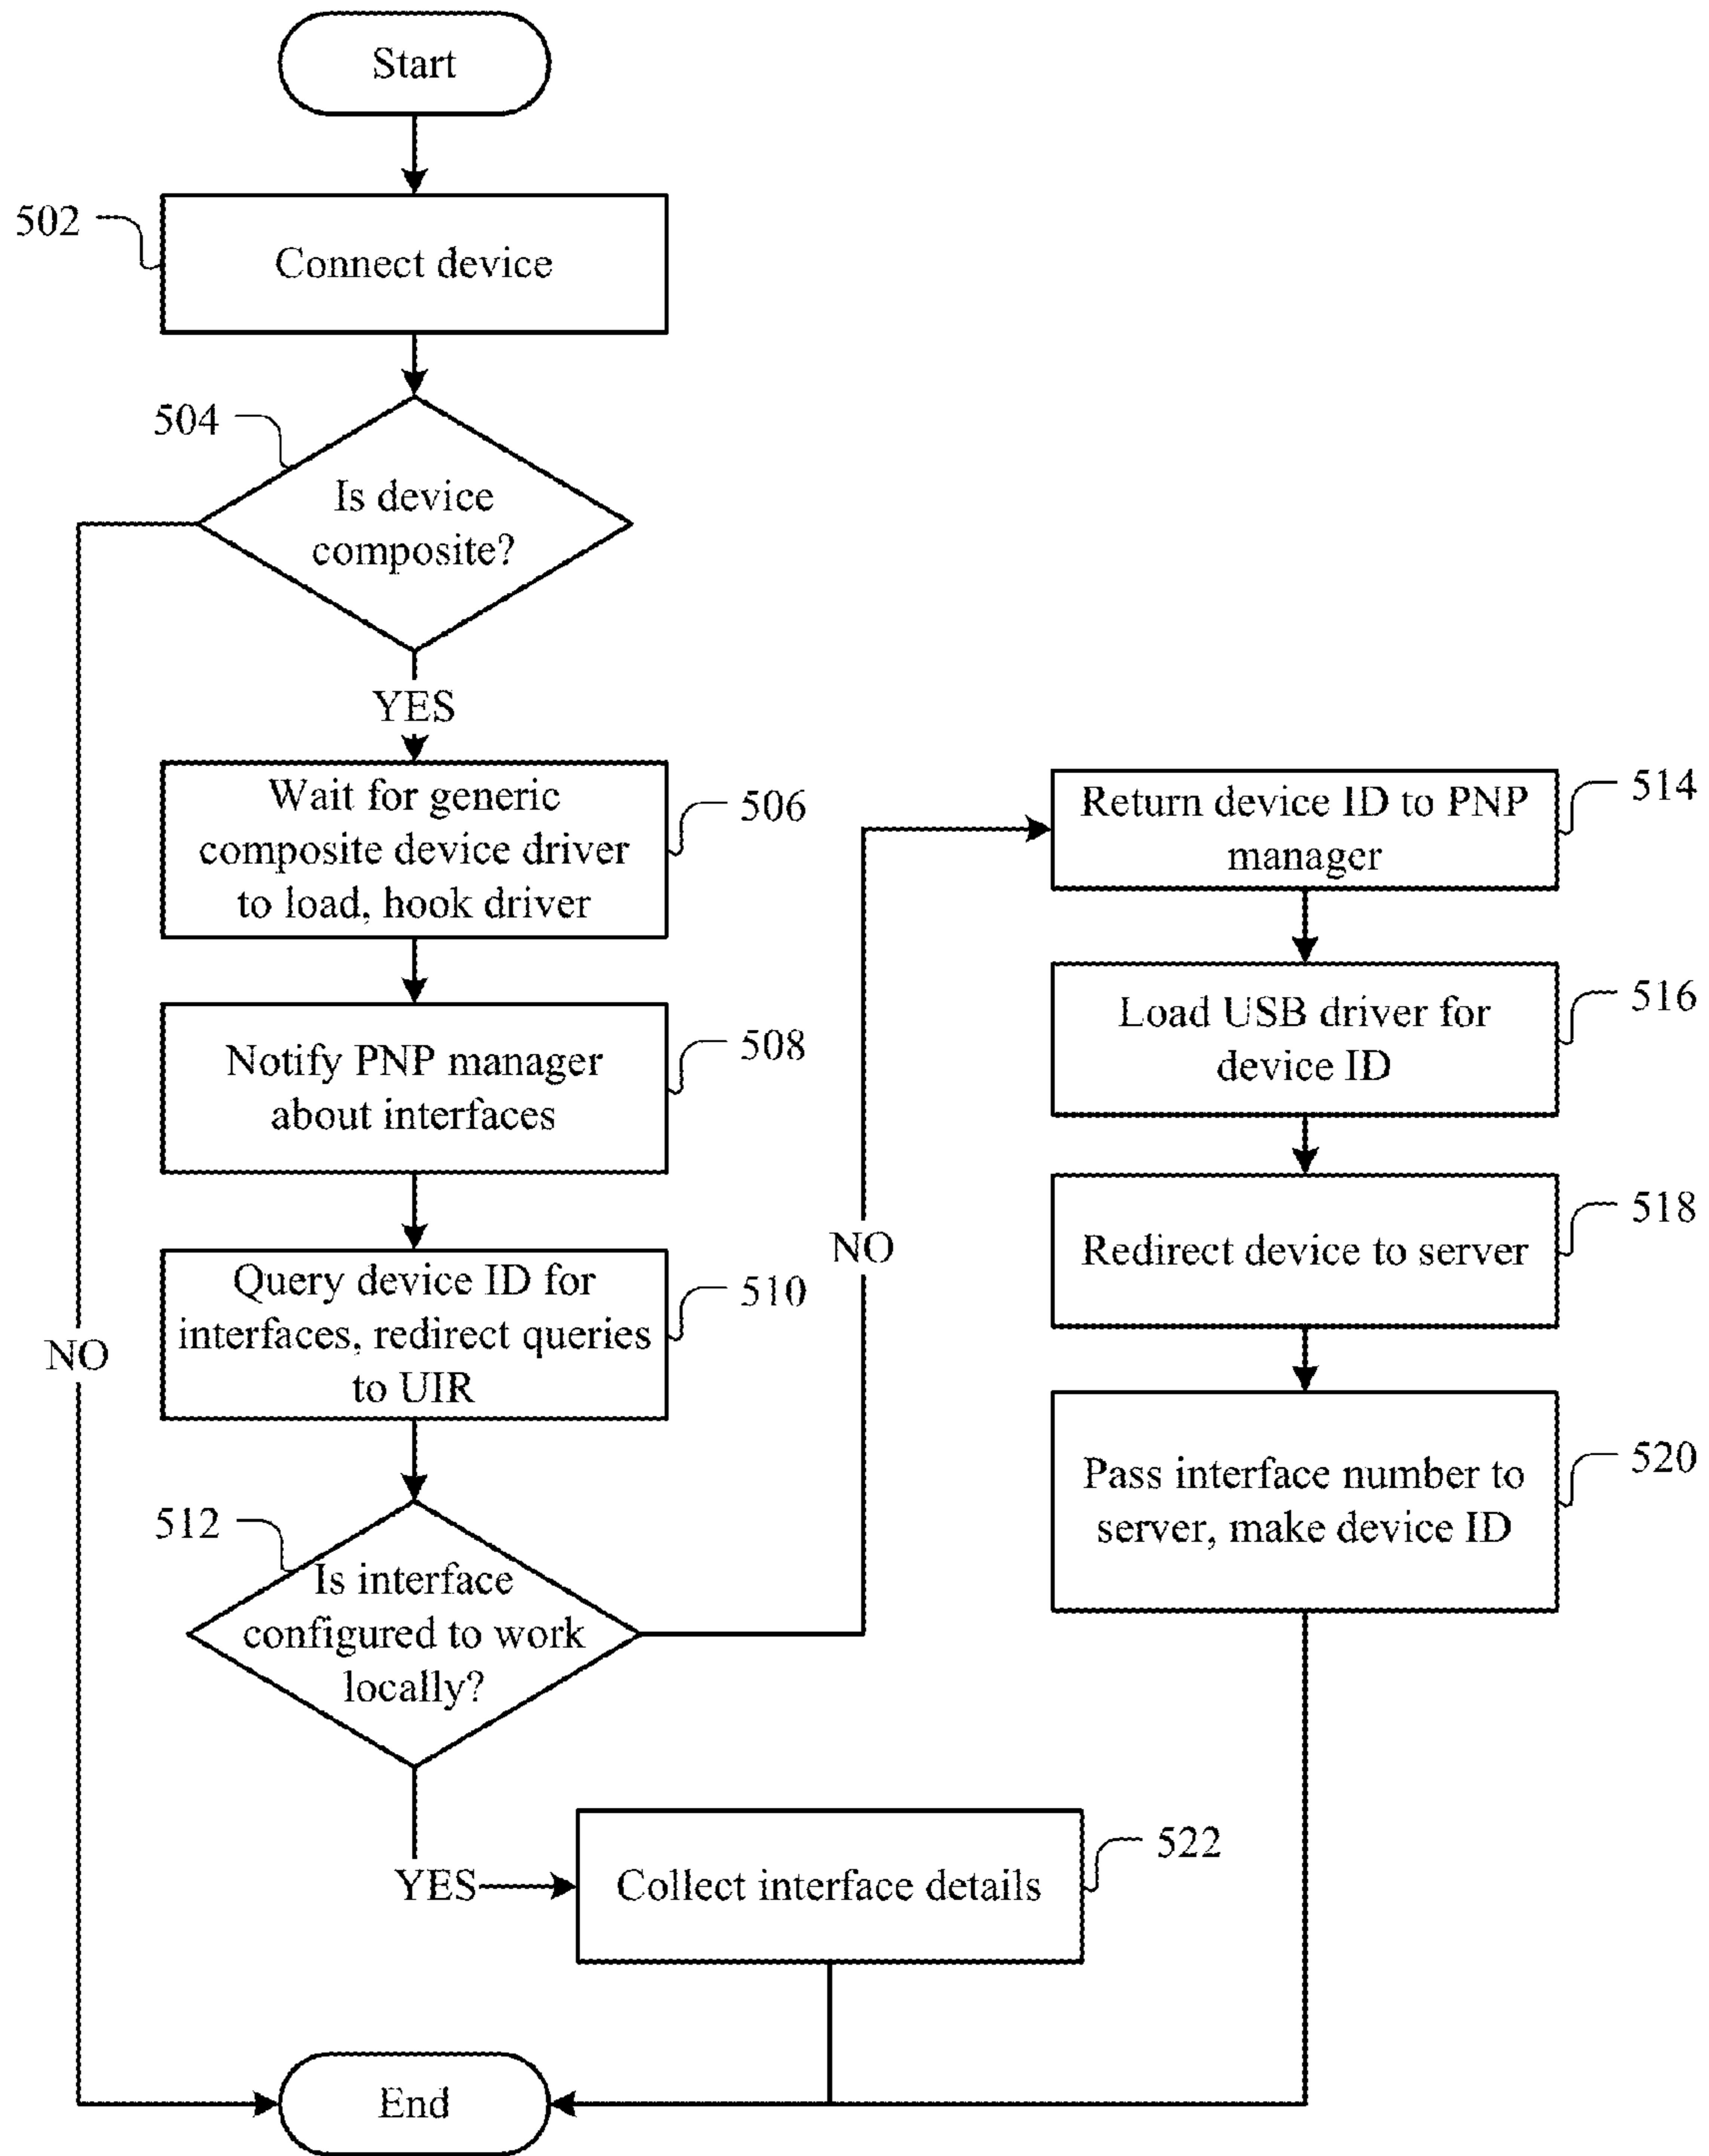 Start
502
Connect device
504
Is device
composite?
YES
Wait for generic
composite device driver
to load, hook driver
506
Notify PNP manager
about interfaces
508
Query device ID for
interfaces, redirect queries
to UIR
510
NO
512
Is interface
configured to work
locally?
NO
Return device ID to PNP
manager
514
Load USB driver for
device ID
516
Redirect device to server
518
Pass interface number to
server, make device ID
520
YES
Collect interface details
522
End